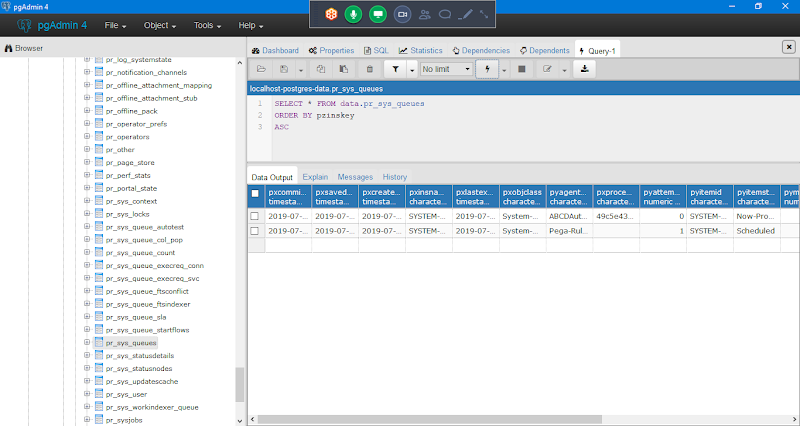 pgAdmin 4
pgAdmin 4 File Object Tools Help
Browser
pr_log_systemstate
pr_notification_channels
pr_offline_attachment_mapping
pr_offline_attachment_stub
pr_offline_pack
pr_operator_prefs
pr_operators
pr_other
pr_page_store
pr_perf_stats
pr_portal_state
pr_sys_context
pr_sys_locks
pr_sys_queue_autotest
pr_sys_queue_col_pop
pr_sys_queue_count
pr_sys_queue_execreq_conn
pr_sys_queue_execreq_svc
pr_sys_queue_ftsconflict
pr_sys_queue_ftsindexer
pr_sys_queue_sla
pr_sys_queue_startflows
pr_sys_queues
pr_sys_statusdetails
pr_sys_statusnodes
pr_sys_updatescache
pr_sys_user
pr_sys_workindexer_queue
pr_sysjobs
Dashboard Properties SQL Statistics Dependencies Dependents Query-1
No limit
localhost-postgres-data.pr_sys_queues
1 SELECT * FROM data.pr_sys_queues
2 ORDER BY pzinskey
3 ASC
Data Output Explain Messages History
pxcommi... pxsaved... pxcreate... pxinsna... pxlastex... pxobjclass pyagent... pxproce... pyattem... pyitemid pyitemst... pym
timesta... timesta... timesta... characte... timesta... characte... characte... characte... numeric ... characte... characte... num
2019-07-... 2019-07-... 2019-07-... SYSTEM-... 2019-07-... System-... ABCDAut... 49c5e43... 0 SYSTEM-... Now-Pro...
2019-07-... 2019-07-... 2019-07-... SYSTEM-... 2019-07-... System-... Pega-Rul... 1 SYSTEM-... Scheduled